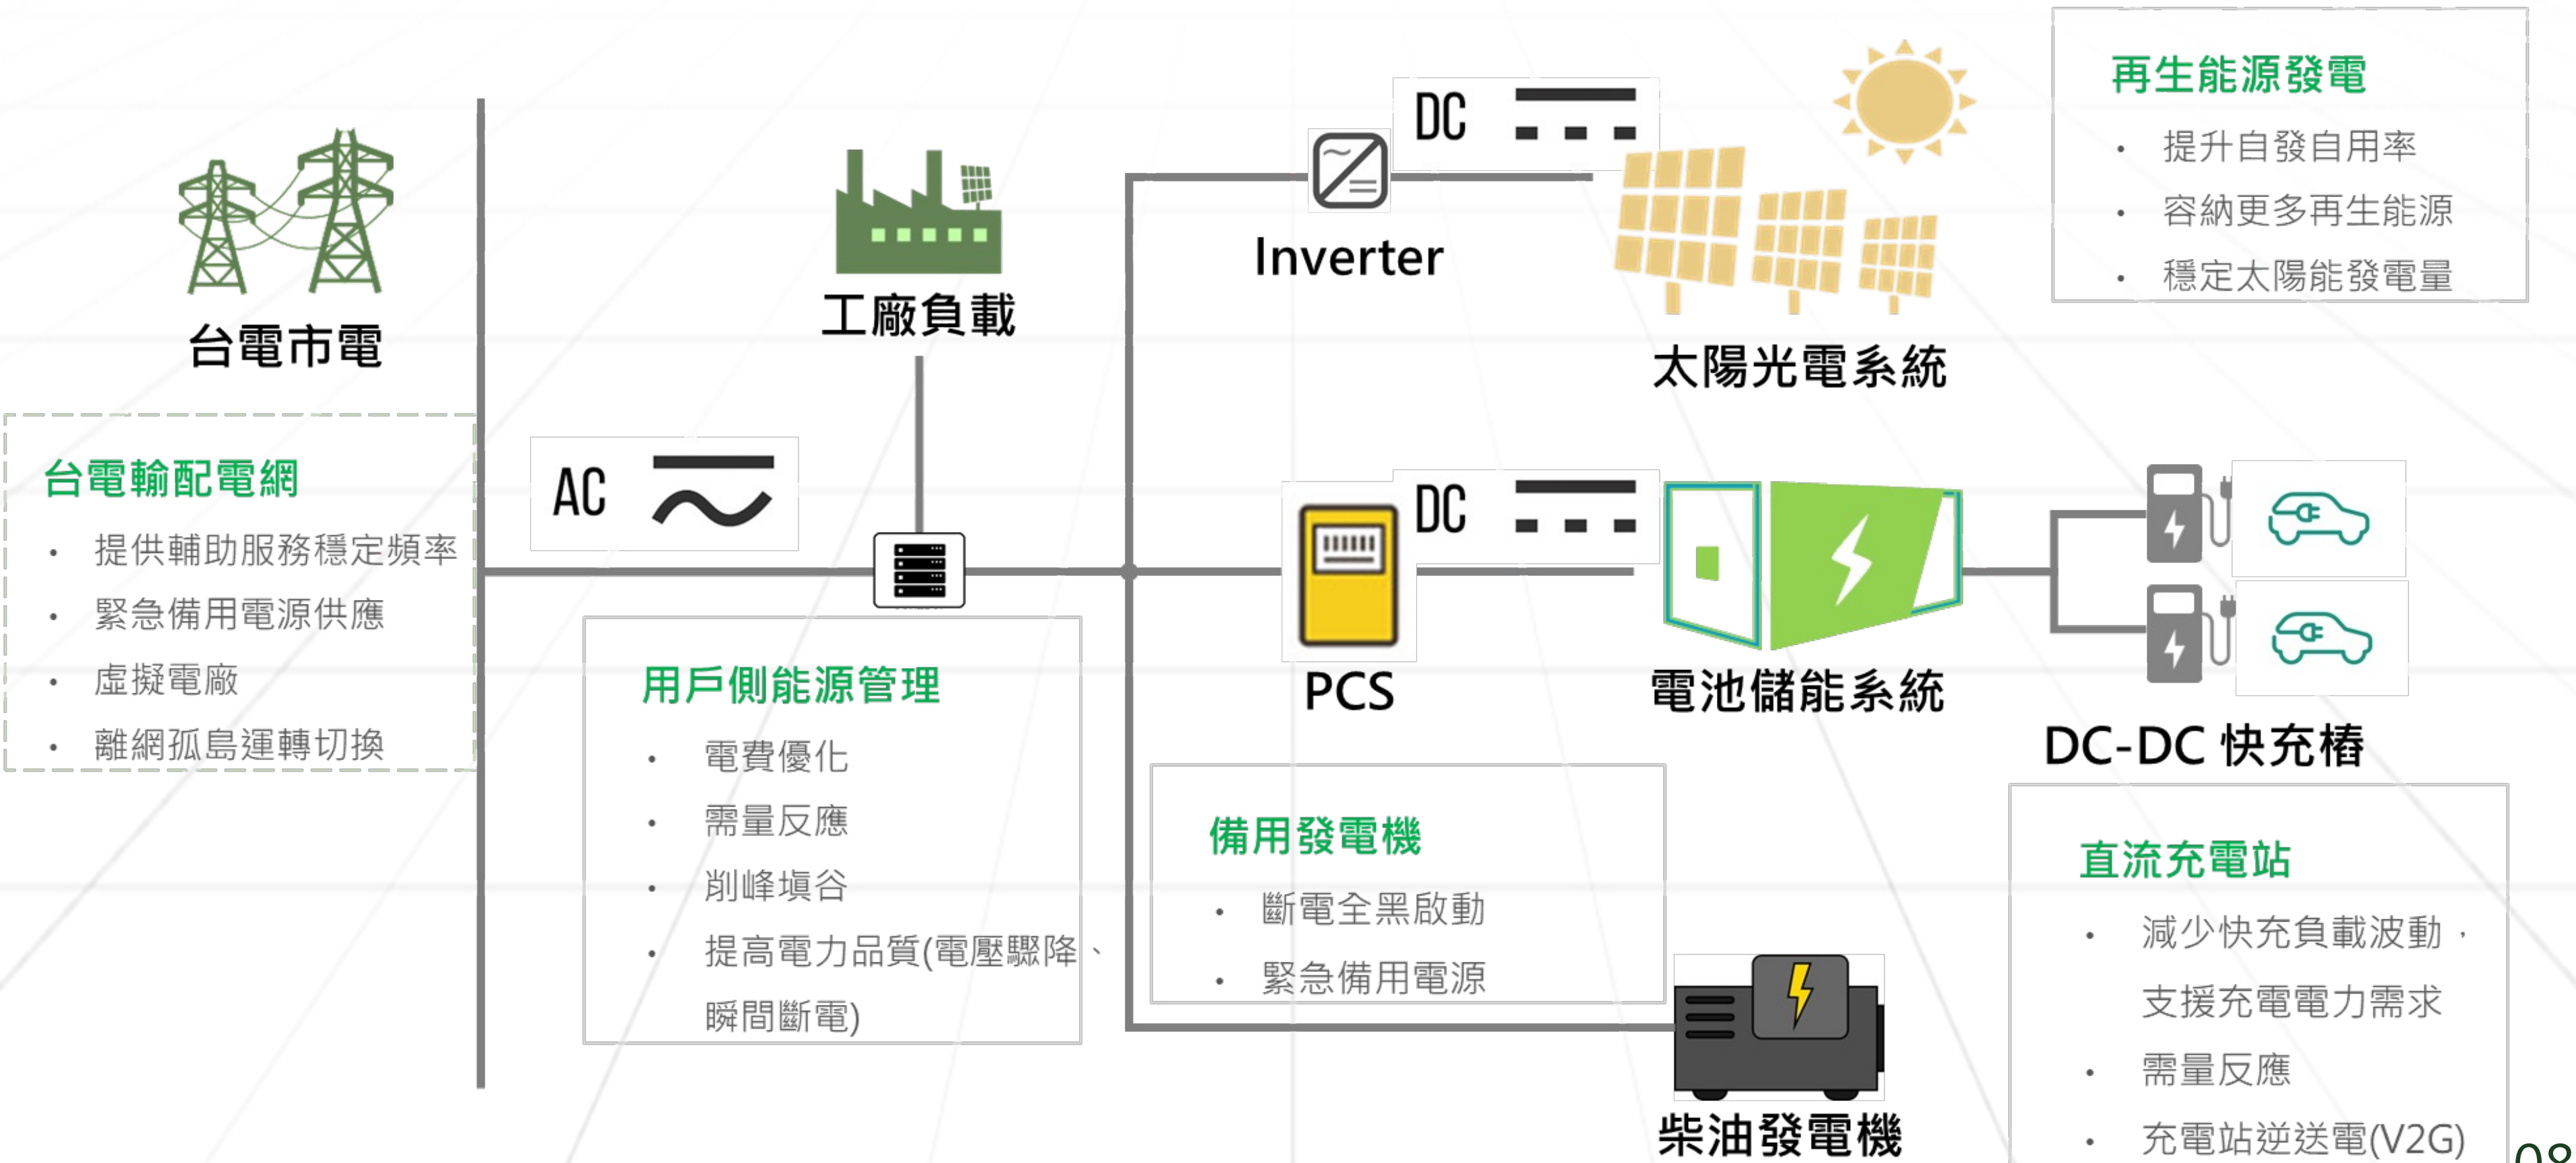 台電市電
台電輸配電網
• 提供輔助服務穩定頻率
• 緊急備用電源供應
• 虛擬電廠
• 離網孤島運轉切換
AC
工廠負載
用戶側能源管理
• 電費優化
• 需量反應
• 削峰填谷
• 提高電力品質(電壓驟降、
瞬間斷電)
Inverter
DC
太陽光電系統
再生能源發電
• 提升自發自用率
• 容納更多再生能源
• 穩定太陽能發電量
PCS
DC
電池儲能系統
DC-DC 快充樁
備用發電機
• 斷電全黑啟動
• 緊急備用電源
柴油發電機
直流充電站
• 減少快充負載波動，
支援充電電力需求
• 需量反應
• 充電站逆送電(V2G)
08